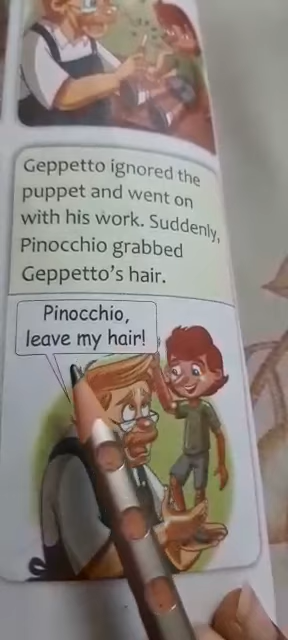 Geppetto ignored the
puppet and went on
with his work. Suddenly,
Pinocchio grabbed
Geppetto's hair.
Pinocchio,
leave my hair!